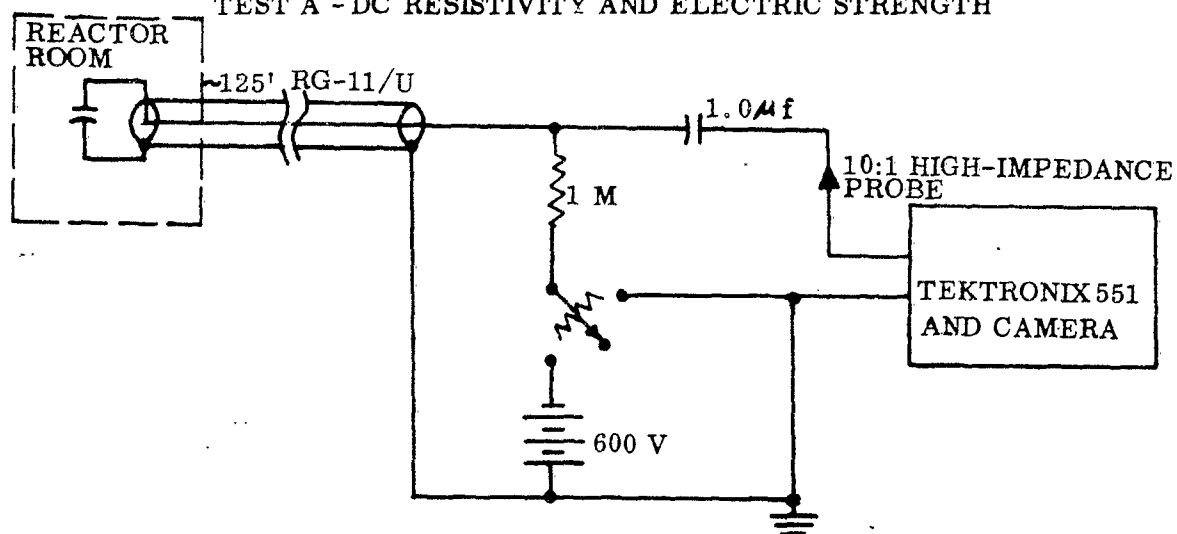 TEST A - DC RESISTIVITY AND ELECTRIC STRENGTH
REACTOR
ROOM
~125' RG-11/U
1.0μf
10:1 HIGH-IMPEDANCE
PROBE
1 M
TEKTRONIX 551
AND CAMERA
600 V